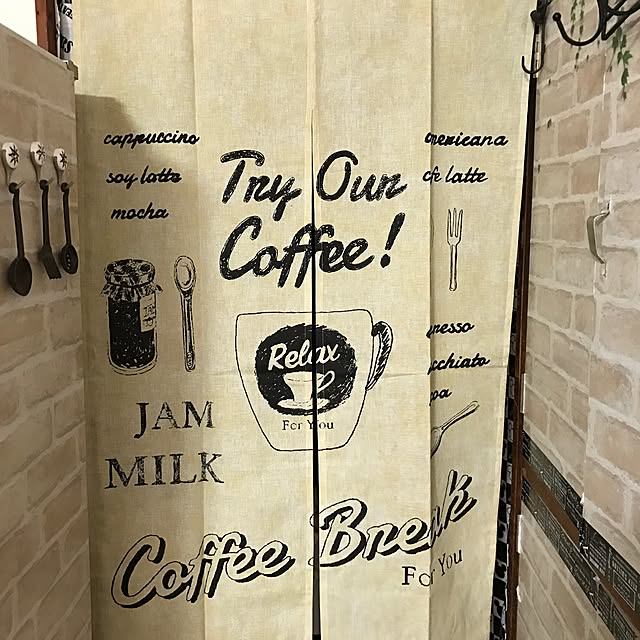 cappuccino
soy latte
mocha
Try Our
Coffee!
Relax
For You
JAM
MILK
Coffee Break
For You